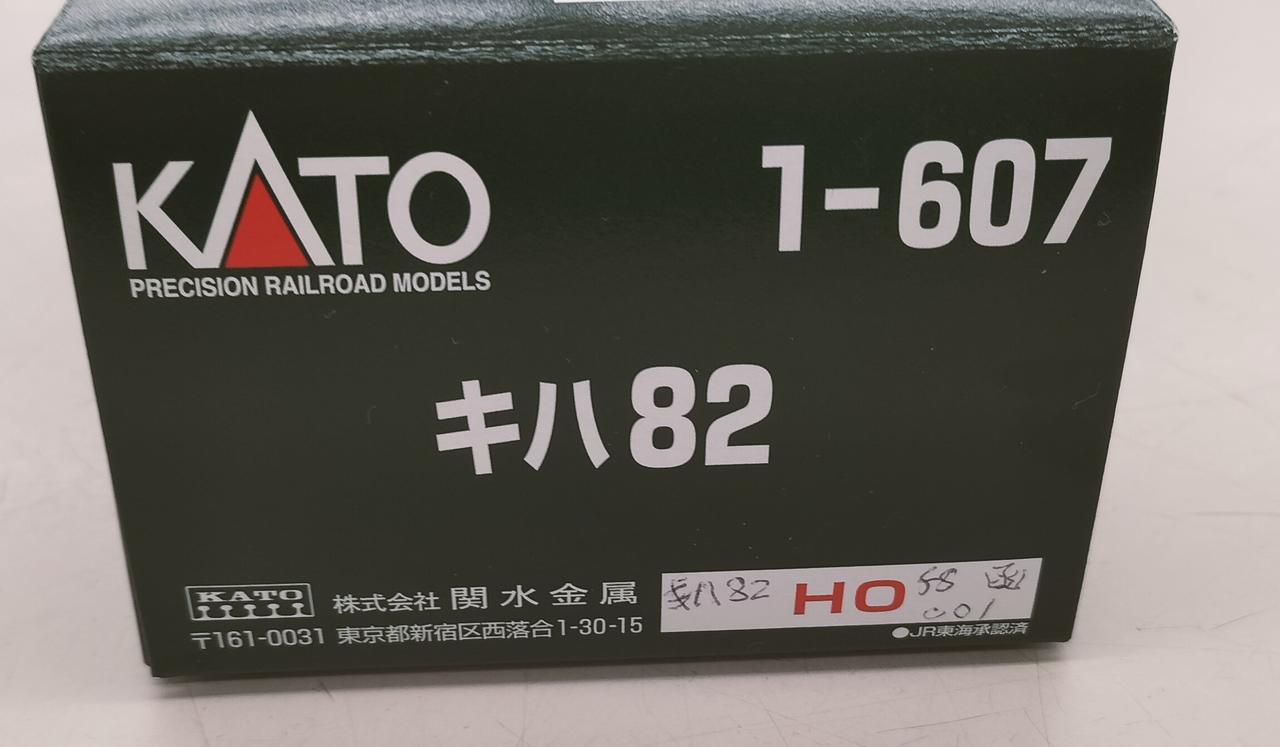 KATO
PRECISION RAILROAD MODELS
1-607
キハ82
KATO
株式会社 関水金属
〒161-0031 東京都新宿区西落合1-30-15
キハ82 HO 58
001
●JR東海承認済